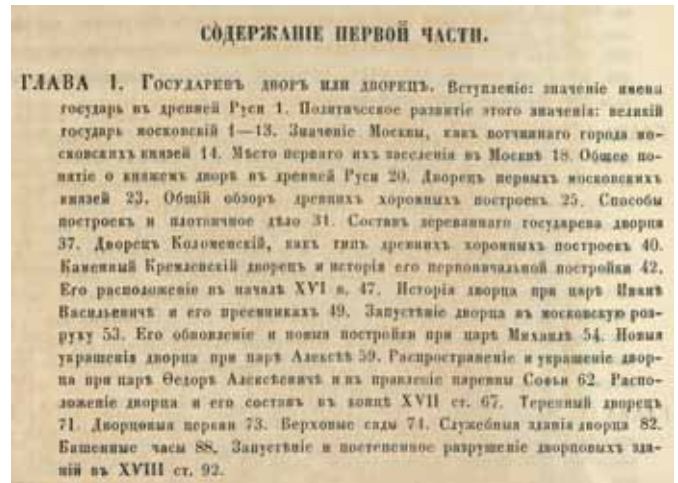 СОДЕРЖАНІЕ ПЕРВОЙ ЧАСТИ.
ГЛАВА I. Государевъ дворъ или дворецъ. Вступленіе: значеніе имени
государь въ древней Руси 1. Политическое развитіе этого значенія: великій
государь московскій 1—13. Значеніе Москвы, какъ вотчиннаго города мо-
сковскихъ князей 14. Мѣсто перваго ихъ поселенія въ Москвѣ 18. Общее по-
нятіе о княжемъ дворѣ въ древней Руси 20. Дворецъ первыхъ московскихъ
князей 23. Общій обзоръ древнихъ хоромныхъ построекъ 25. Способы
построекъ и плотничное дѣло 31. Составъ деревяннаго государева дворца
37. Дворецъ Коломенскій, какъ типъ древнихъ хоромныхъ построекъ 40.
Каменный Кремлевскій дворецъ и исторія его первоначальной постройки 42.
Его расположеніе въ началѣ XVI в. 47. Исторія дворца при царѣ Иванѣ
Васильевичѣ и его преемникахъ 49. Запустѣніе дворца въ московскую роз-
руху 53. Его обновленіе и новыя постройки при царѣ Михаилѣ 54. Новыя
украшенія дворца при царѣ Алексѣѣ 59. Распространеніе и украшеніе двор-
ца при царѣ Ѳедорѣ Алексѣевичѣ и въ правленіе царевны Софьи 62. Распо-
ложеніе дворца и его составъ въ концѣ XVII ст. 67. Теремный дворецъ
71. Дворцовыя церкви 73. Верховые сады 74. Служебныя зданія дворца 82.
Башенные часы 88. Запустѣніе и постепенное разрушеніе дворцовыхъ зда-
ній въ XVIII ст. 92.